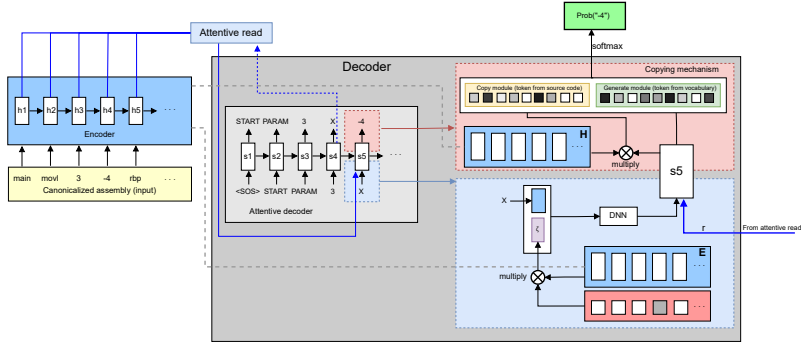 Prob("-4")
softmax
Attentive read
Decoder
Copying mechanism
Copy module (token from source code)
Generate module (token from vocabulary)
h1 h2 h3 h4 h5 ...
Encoder
START PARAM 3 X -4
s1 s2 s3 s4 s5 ...
<SOS> START PARAM 3 X
Attentive decoder
main movl 3 -4 rbp ...
Canonicalized assembly (input)
H
...
multiply
s5
X
ζ
DNN
r
From attentive read
E
...
multiply
...